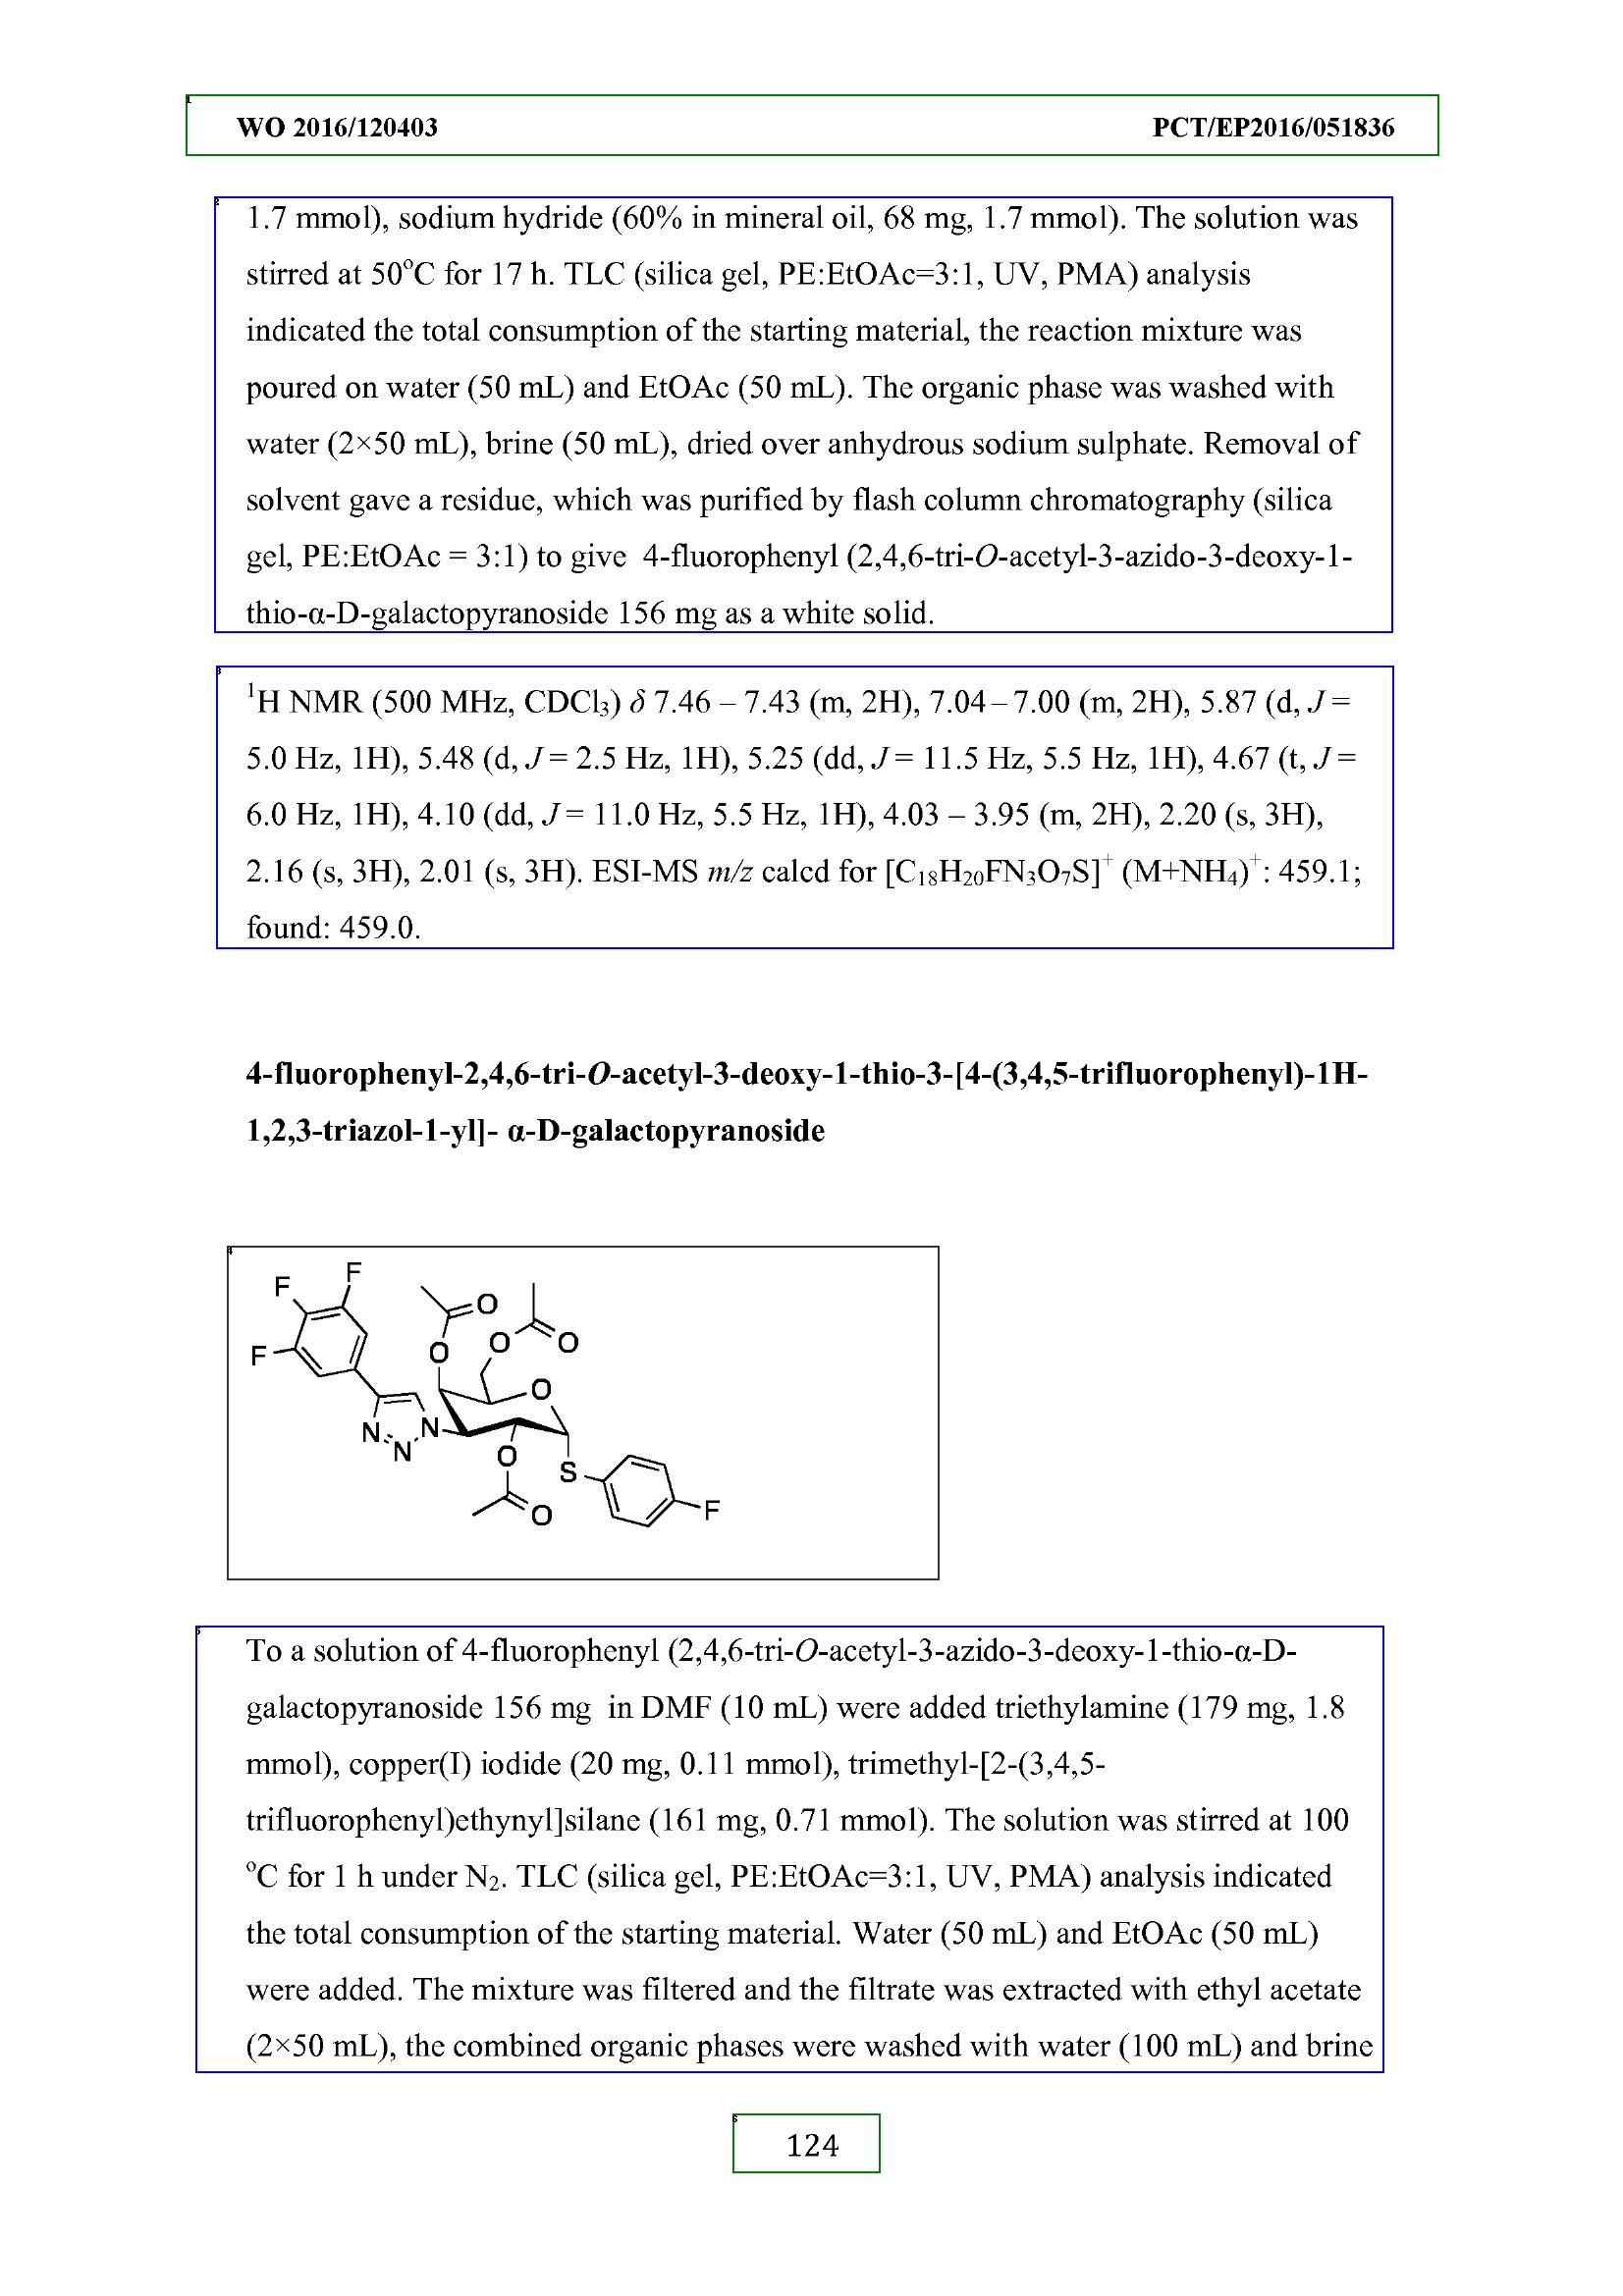 WO 2016/120403 PCT/EP2016/051836
1.7 mmol), sodium hydride (60% in mineral oil, 68 mg, 1.7 mmol). The solution was
stirred at 50°C for 17 h. TLC (silica gel, PE:EtOAc=3:1, UV, PMA) analysis
indicated the total consumption of the starting material, the reaction mixture was
poured on water (50 mL) and EtOAc (50 mL). The organic phase was washed with
water (2×50 mL), brine (50 mL), dried over anhydrous sodium sulphate. Removal of
solvent gave a residue, which was purified by flash column chromatography (silica
gel, PE:EtOAc = 3:1) to give 4-fluorophenyl (2,4,6-tri-O-acetyl-3-azido-3-deoxy-1-
thio-α-D-galactopyranoside 156 mg as a white solid.
¹H NMR (500 MHz, CDCl₃) δ 7.46 – 7.43 (m, 2H), 7.04 – 7.00 (m, 2H), 5.87 (d, J =
5.0 Hz, 1H), 5.48 (d, J = 2.5 Hz, 1H), 5.25 (dd, J = 11.5 Hz, 5.5 Hz, 1H), 4.67 (t, J =
6.0 Hz, 1H), 4.10 (dd, J = 11.0 Hz, 5.5 Hz, 1H), 4.03 – 3.95 (m, 2H), 2.20 (s, 3H),
2.16 (s, 3H), 2.01 (s, 3H). ESI-MS m/z calcd for [C₁₈H₂₀FN₃O₇S]⁺ (M+NH₄)⁺: 459.1;
found: 459.0.
4-fluorophenyl-2,4,6-tri-O-acetyl-3-deoxy-1-thio-3-[4-(3,4,5-trifluorophenyl)-1H-
1,2,3-triazol-1-yl]- α-D-galactopyranoside
F F
O
O O
F O
O
N N
N O
S
O F
To a solution of 4-fluorophenyl (2,4,6-tri-O-acetyl-3-azido-3-deoxy-1-thio-α-D-
galactopyranoside 156 mg in DMF (10 mL) were added triethylamine (179 mg, 1.8
mmol), copper(I) iodide (20 mg, 0.11 mmol), trimethyl-[2-(3,4,5-
trifluorophenyl)ethynyl]silane (161 mg, 0.71 mmol). The solution was stirred at 100
°C for 1 h under N₂. TLC (silica gel, PE:EtOAc=3:1, UV, PMA) analysis indicated
the total consumption of the starting material. Water (50 mL) and EtOAc (50 mL)
were added. The mixture was filtered and the filtrate was extracted with ethyl acetate
(2×50 mL), the combined organic phases were washed with water (100 mL) and brine
124